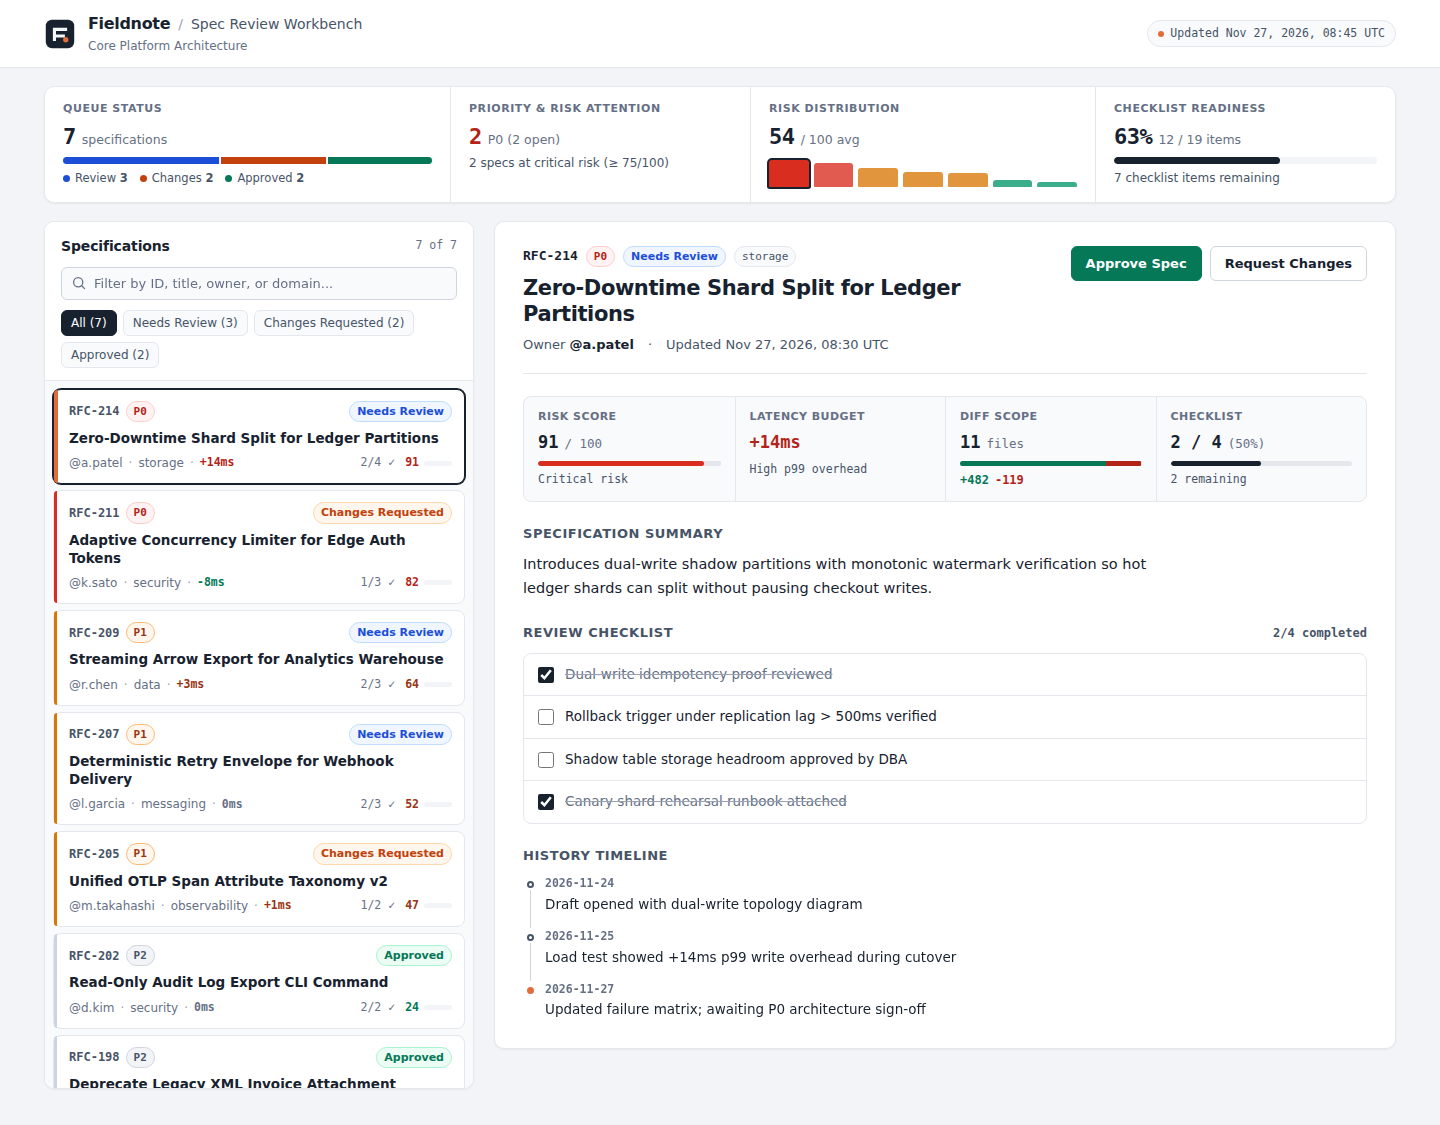 Fieldnote / Spec Review Workbench
Core Platform Architecture
Updated Nov 27, 2026, 08:45 UTC
QUEUE STATUS
7 specifications
Review 3 Changes 2 Approved 2
PRIORITY & RISK ATTENTION
2 P0 (2 open)
2 specs at critical risk (≥ 75/100)
RISK DISTRIBUTION
54 / 100 avg
CHECKLIST READINESS
63% 12 / 19 items
7 checklist items remaining
Specifications 7 of 7
Filter by ID, title, owner, or domain...
All (7) Needs Review (3) Changes Requested (2)
Approved (2)
RFC-214 P0 Needs Review
Zero-Downtime Shard Split for Ledger Partitions
@a.patel · storage · +14ms 2/4 ✓ 91
RFC-211 P0 Changes Requested
Adaptive Concurrency Limiter for Edge Auth
Tokens
@k.sato · security · -8ms 1/3 ✓ 82
RFC-209 P1 Needs Review
Streaming Arrow Export for Analytics Warehouse
@r.chen · data · +3ms 2/3 ✓ 64
RFC-207 P1 Needs Review
Deterministic Retry Envelope for Webhook
Delivery
@l.garcia · messaging · 0ms 2/3 ✓ 52
RFC-205 P1 Changes Requested
Unified OTLP Span Attribute Taxonomy v2
@m.takahashi · observability · +1ms 1/2 ✓ 47
RFC-202 P2 Approved
Read-Only Audit Log Export CLI Command
@d.kim · security · 0ms 2/2 ✓ 24
RFC-198 P2 Approved
Deprecate Legacy XML Invoice Attachment
RFC-214 P0 Needs Review storage
Zero-Downtime Shard Split for Ledger
Partitions
Owner @a.patel · Updated Nov 27, 2026, 08:30 UTC
Approve Spec Request Changes
RISK SCORE
91 / 100
Critical risk
LATENCY BUDGET
+14ms
High p99 overhead
DIFF SCOPE
11 files
+482 -119
CHECKLIST
2 / 4 (50%)
2 remaining
SPECIFICATION SUMMARY
Introduces dual-write shadow partitions with monotonic watermark verification so hot
ledger shards can split without pausing checkout writes.
REVIEW CHECKLIST 2/4 completed
Dual-write idempotency proof reviewed
Rollback trigger under replication lag > 500ms verified
Shadow table storage headroom approved by DBA
Canary shard rehearsal runbook attached
HISTORY TIMELINE
2026-11-24
Draft opened with dual-write topology diagram
2026-11-25
Load test showed +14ms p99 write overhead during cutover
2026-11-27
Updated failure matrix; awaiting P0 architecture sign-off